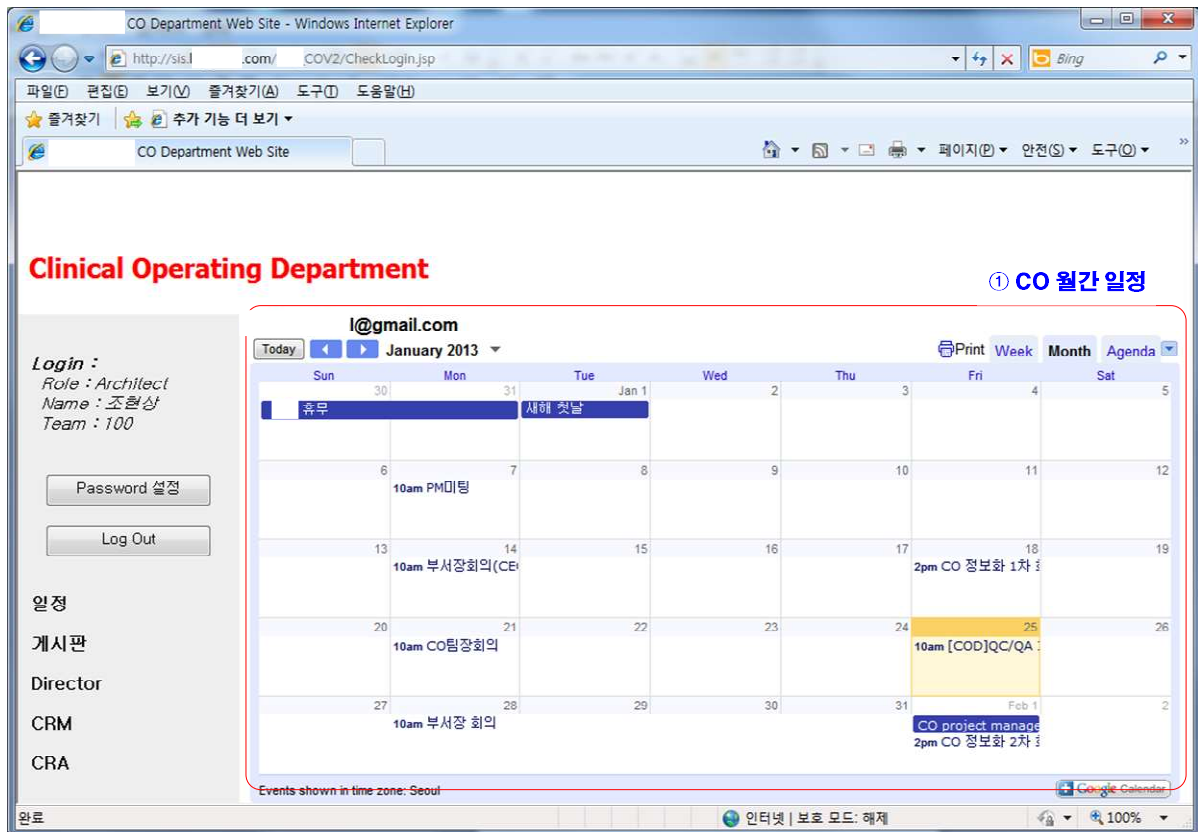 CO Department Web Site - Windows Internet Explorer
http://sis.l .com/ COV2/CheckLogin.jsp
Bing
파일(F) 편집(E) 보기(V) 즐겨찾기(A) 도구(T) 도움말(H)
즐겨찾기 추가 기능 더 보기
CO Department Web Site 페이지(P) 안전(S) 도구(O) »
Clinical Operating Department
① CO 월간 일정
l@gmail.com
Today January 2013 Print Week Month Agenda
Login :
Role : Architect
Name : 조현상
Team : 100
Password 설정
Log Out
일정
게시판
Director
CRM
CRA
Sun Mon Tue Wed Thu Fri Sat
30 31 Jan 1 2 3 4 5
휴무 새해 첫날
6 7 8 9 10 11 12
10am PM미팅
13 14 15 16 17 18 19
10am 부서장회의(CE 2pm CO 정보화 1차
20 21 22 23 24 25 26
10am CO팀장회의 10am [COD]QC/QA
27 28 29 30 31 Feb 1 2
10am 부서장 회의 CO project manage
2pm CO 정보화 2차
Events shown in time zone: Seoul Google Calendar
완료 인터넷 | 보호 모드: 해제 100%